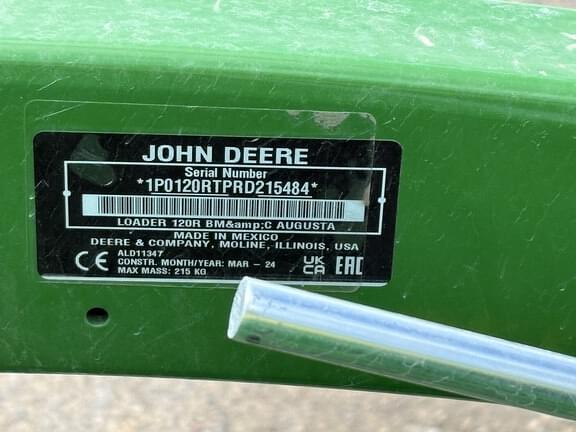 JOHN DEERE
Serial Number
*1P0120RTPRD215484*
LOADER 120R BM&amp;C AUGUSTA
MADE IN MEXICO
DEERE & COMPANY, MOLINE, ILLINOIS, USA
CE ALD11347
CONSTR. MONTH/YEAR: MAR - 24
MAX MASS: 215 KG
UK
CA
EAC